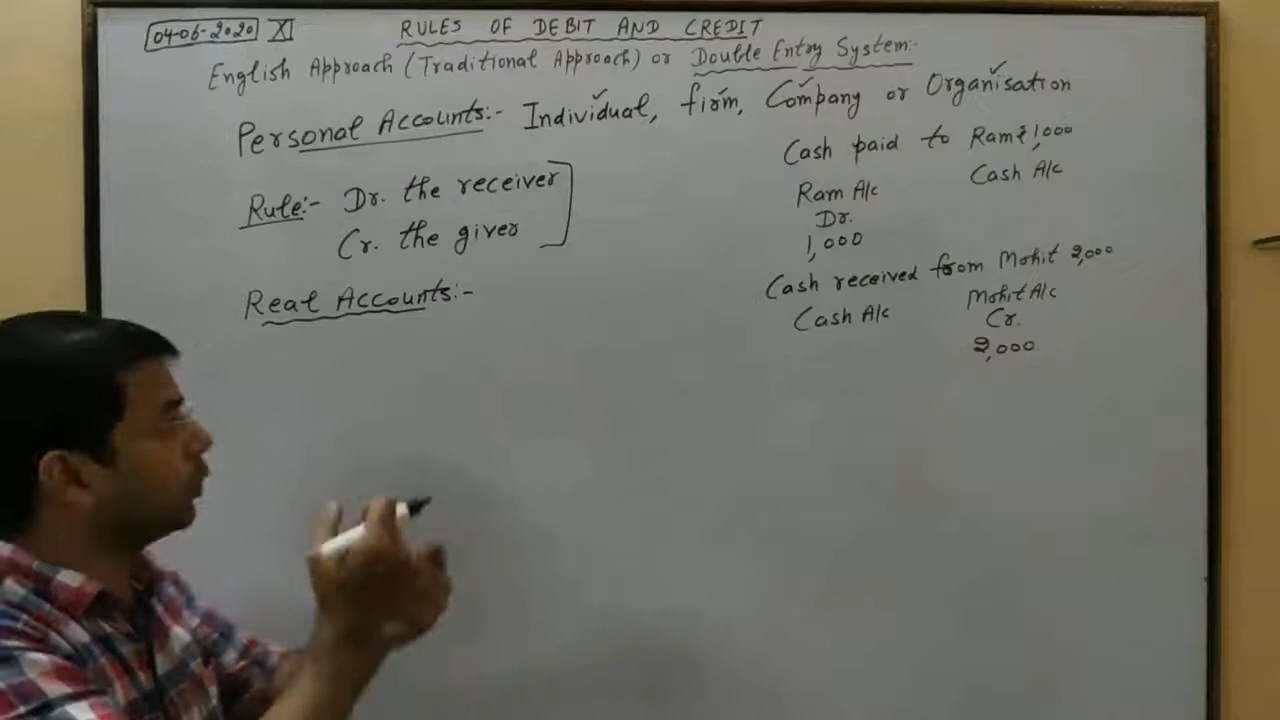 04-06-2020 XI RULES OF DEBIT AND CREDIT
English Approach (Traditional Approach) or Double Entry System:-
Personal Accounts:- Individual, firm, Company or Organisation
Rule:- Dr. the receiver
Cr. the giver
Real Accounts:-
Cash paid to Ram ₹ 1,000
Ram A/c Cash A/c
Dr.
1,000
Cash received from Mohit 2,000
Cash A/c Mohit A/c
Cr.
2,000